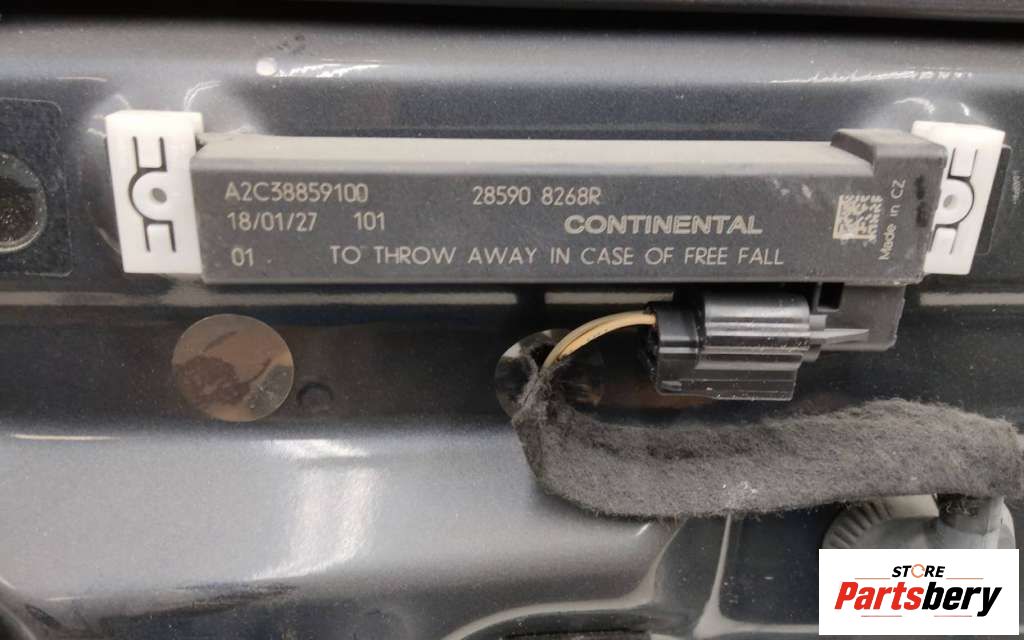 A2C38859100 28590 8268R
18/01/27 101 CONTINENTAL
01 TO THROW AWAY IN CASE OF FREE FALL
Made in CZ
STORE
Partsbery